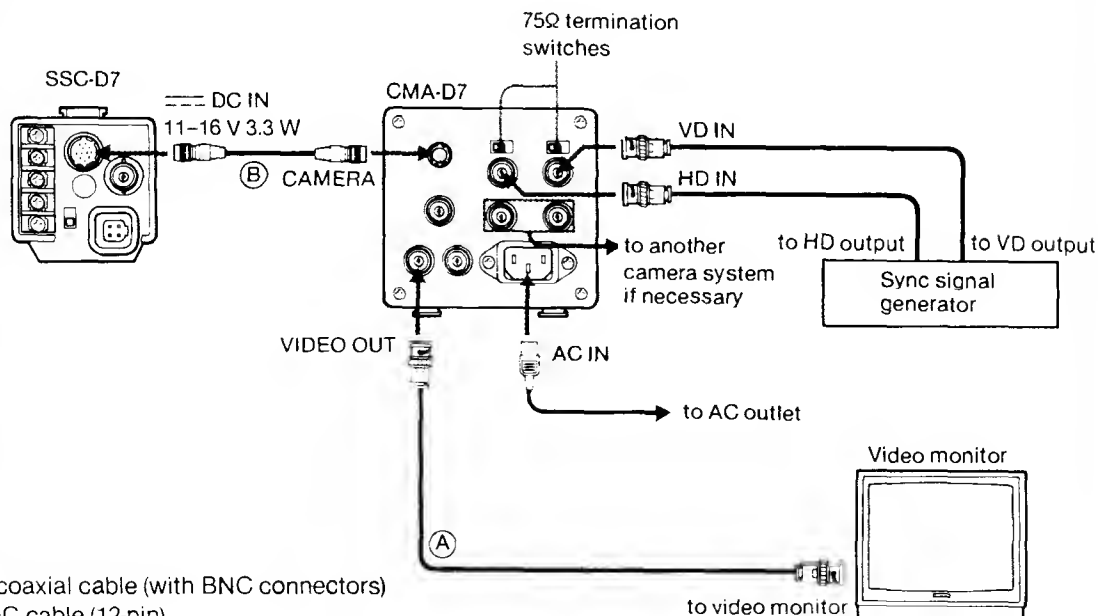 75Ω termination
switches
SSC-D7
DC IN
11–16 V 3.3 W
CMA-D7
VD IN
HD IN
B
CAMERA
to another
camera system
if necessary
to HD output
to VD output
Sync signal
generator
VIDEO OUT
AC IN
to AC outlet
Video monitor
A
coaxial cable (with BNC connectors)
C cable (12 pin)
to video monitor